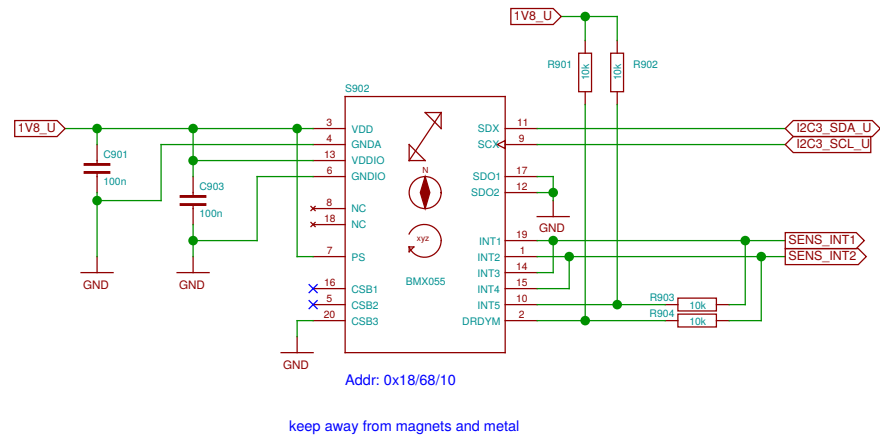 1V8_U
R901
10k
10k
R902
S902
1V8_U
3
VDD
SDX
11
I2C3_SDA_U
4
GNDA
SCX
9
I2C3_SCL_U
C901
100n
13
VDDIO
N
6
GNDIO
SDO1
17
C903
100n
SDO2
12
8
NC
18
NC
GND
xyz
INT1
19
SENS_INT1
7
PS
INT2
1
SENS_INT2
INT3
14
GND
GND
BMX055
16
CSB1
INT4
15
5
CSB2
INT5
10
R903
10k
20
CSB3
DRDYM
2
R904
10k
GND
Addr: 0x18/68/10
keep away from magnets and metal